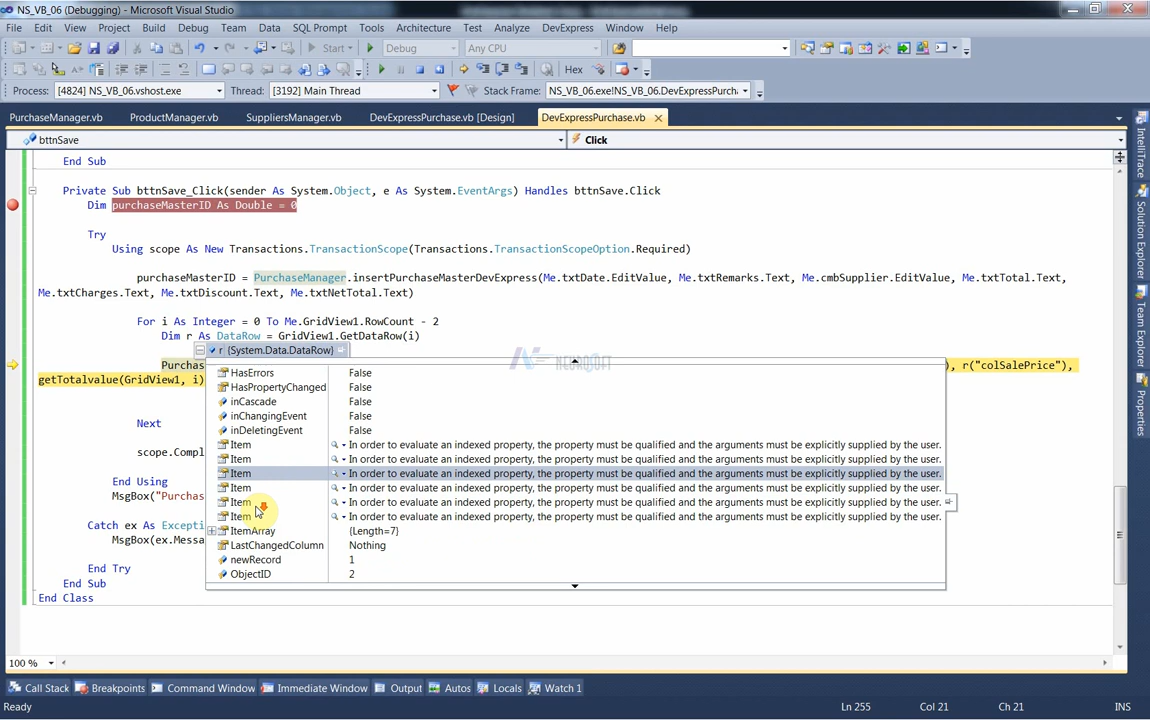 NS_VB_06 (Debugging) - Microsoft Visual Studio
File Edit View Project Build Debug Team Data SQL Prompt Tools Architecture Test Analyze DevExpress Window Help
Start Debug Any CPU
Hex
Process: [4824] NS_VB_06.vshost.exe Thread: [3192] Main Thread Stack Frame: NS_VB_06.exe!NS_VB_06.DevExpressPurcha
PurchaseManager.vb ProductManager.vb SuppliersManager.vb DevExpressPurchase.vb [Design] DevExpressPurchase.vb
bttnSave Click
End Sub
Private Sub bttnSave_Click(sender As System.Object, e As System.EventArgs) Handles bttnSave.Click
Dim purchaseMasterID As Double = 0
Try
Using scope As New Transactions.TransactionScope(Transactions.TransactionScopeOption.Required)
purchaseMasterID = PurchaseManager.insertPurchaseMasterDevExpress(Me.txtDate.EditValue, Me.txtRemarks.Text, Me.cmbSupplier.EditValue, Me.txtTotal.Text,
Me.txtCharges.Text, Me.txtDiscount.Text, Me.txtNetTotal.Text)
For i As Integer = 0 To Me.GridView1.RowCount - 2
Dim r As DataRow = GridView1.GetDataRow(i)
r {System.Data.DataRow}
Purchas ), r("colSalePrice"),
getTotalvalue(GridView1, i)
HasErrors False
HasPropertyChanged False
inCascade False
inChangingEvent False
inDeletingEvent False
Item In order to evaluate an indexed property, the property must be qualified and the arguments must be explicitly supplied by the user.
Item In order to evaluate an indexed property, the property must be qualified and the arguments must be explicitly supplied by the user.
Item In order to evaluate an indexed property, the property must be qualified and the arguments must be explicitly supplied by the user.
Item In order to evaluate an indexed property, the property must be qualified and the arguments must be explicitly supplied by the user.
Item In order to evaluate an indexed property, the property must be qualified and the arguments must be explicitly supplied by the user.
Item In order to evaluate an indexed property, the property must be qualified and the arguments must be explicitly supplied by the user.
ItemArray {Length=7}
LastChangedColumn Nothing
newRecord 1
ObjectID 2
Next
scope.Compl
End Using
MsgBox("Purchas
Catch ex As Exception
MsgBox(ex.Messa
End Try
End Sub
End Class
NEUROSOFT
IntelliTrace
Solution Explorer
Team Explorer
Properties
100 %
Call Stack Breakpoints Command Window Immediate Window Output Autos Locals Watch 1
Ready Ln 255 Col 21 Ch 21 INS